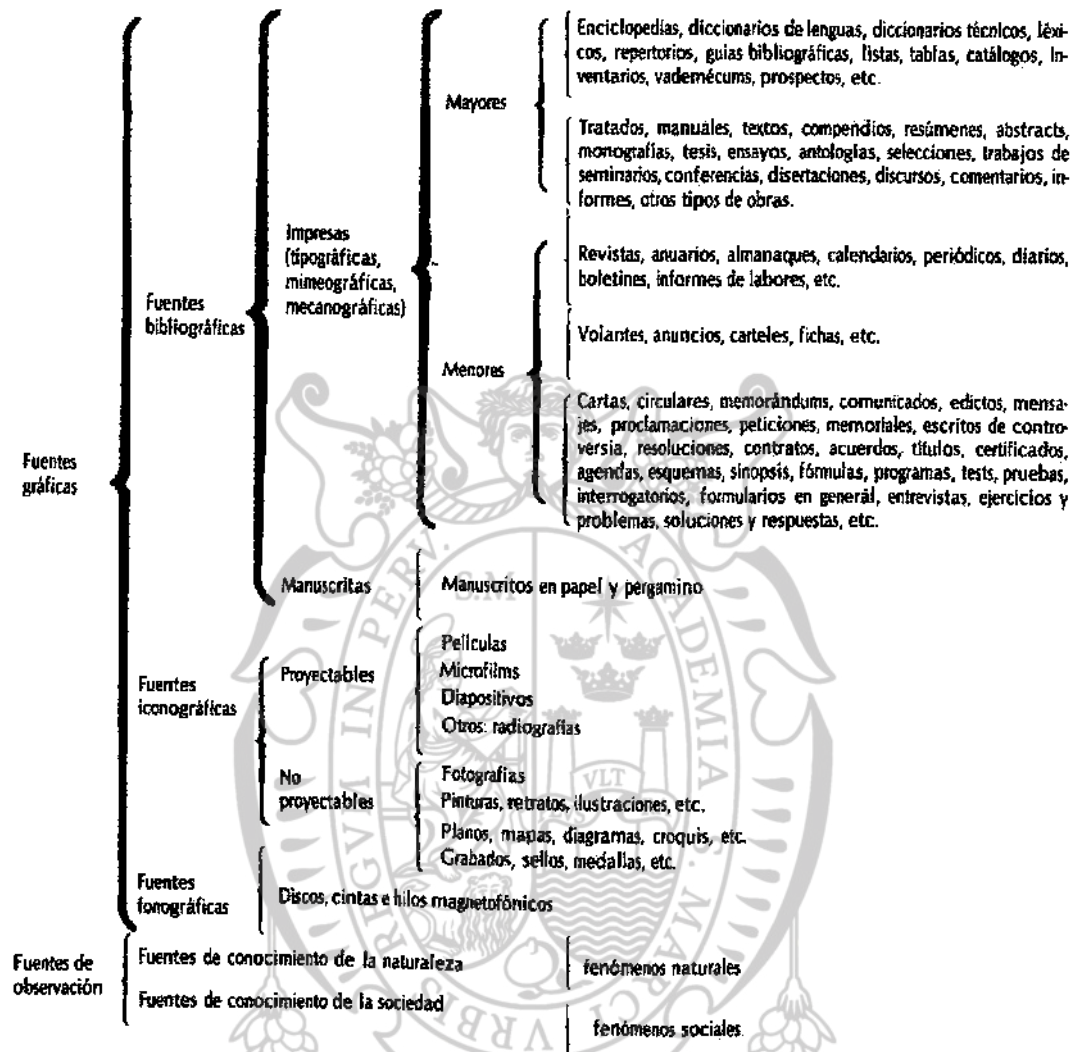 Enciclopedias, diccionarios de lenguas, diccionarios técnicos, léxi-
cos, repertorios, guias bibliográficas, listas, tablas, catálogos, In-
ventarios, vademécums, prospectos, etc.
Mayores
Tratados, manuales, textos, compendios, resúmenes, abstracts,
monografías, tesis, ensayos, antologías, selecciones, trabajos de
seminarios, conferencias, disertaciones, discursos, comentarios, in-
formes, otros tipos de obras.
Impresas
(tipográficas,
mimeográficas,
mecanográficas)
Revistas, anuarios, almanaques, calendarios, periódicos, diarios,
boletines, informes de labores, etc.
Fuentes
bibliográficas
Volantes, anuncios, carteles, fichas, etc.
Menores
Cartas, circulares, memorándums, comunicados, edictos, mensa-
jes, proclamaciones, peticiones, memoriales, escritos de contro-
versia, resoluciones, contratos, acuerdos, títulos, certificados,
agendas, esquemas, sinopsis, fórmulas, programas, tests, pruebas,
interrogatorios, formularios en general, entrevistas, ejercicios y
problemas, soluciones y respuestas, etc.
Fuentes
gráficas
Manuscritas
Manuscritos en papel y pergamino
Fuentes
iconográficas
Proyectables
Películas
Microfilms
Diapositivos
Otros: radiografías
No
proyectables
Fotografías
Pinturas, retratos, ilustraciones, etc.
Planos, mapas, diagramas, croquis, etc.
Grabados, sellos, medallas, etc.
Fuentes
fonográficas
Discos, cintas e hilos magnetofónicos
Fuentes de
observación
Fuentes de conocimiento de la naturaleza
fenómenos naturales
Fuentes de conocimiento de la sociedad
fenómenos sociales
ACADEMIA
S.M
IN PERV.
VLT